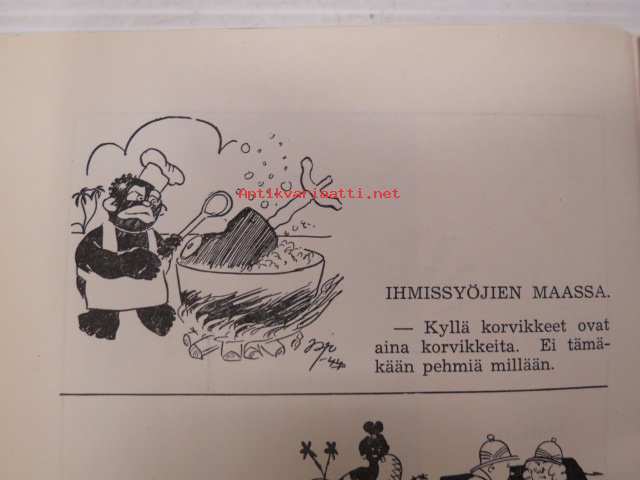 Antikvariaatti.net
IHMISSYÖJIEN MAASSA.
— Kyllä korvikkeet ovat
aina korvikkeita. Ei tämä-
kään pehmiä millään.